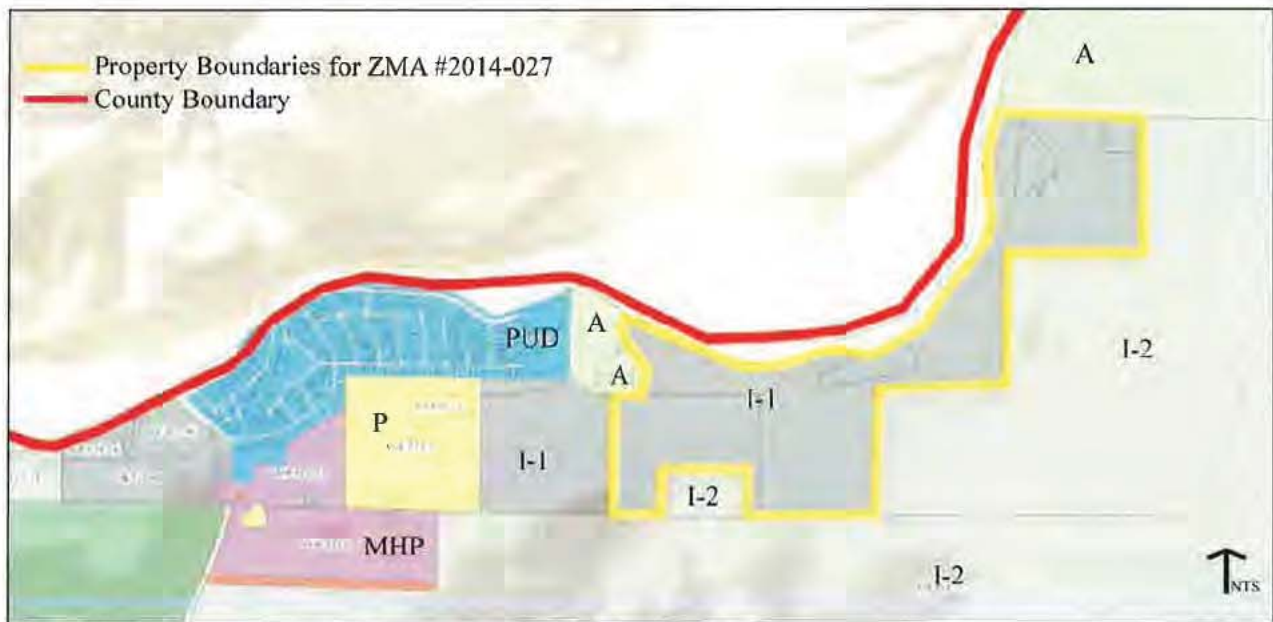 Property Boundaries for ZMA #2014-027
County Boundary
A
PUD
A
A
I-2
I-1
P
I-1
I-2
MHP
I-2
NTS